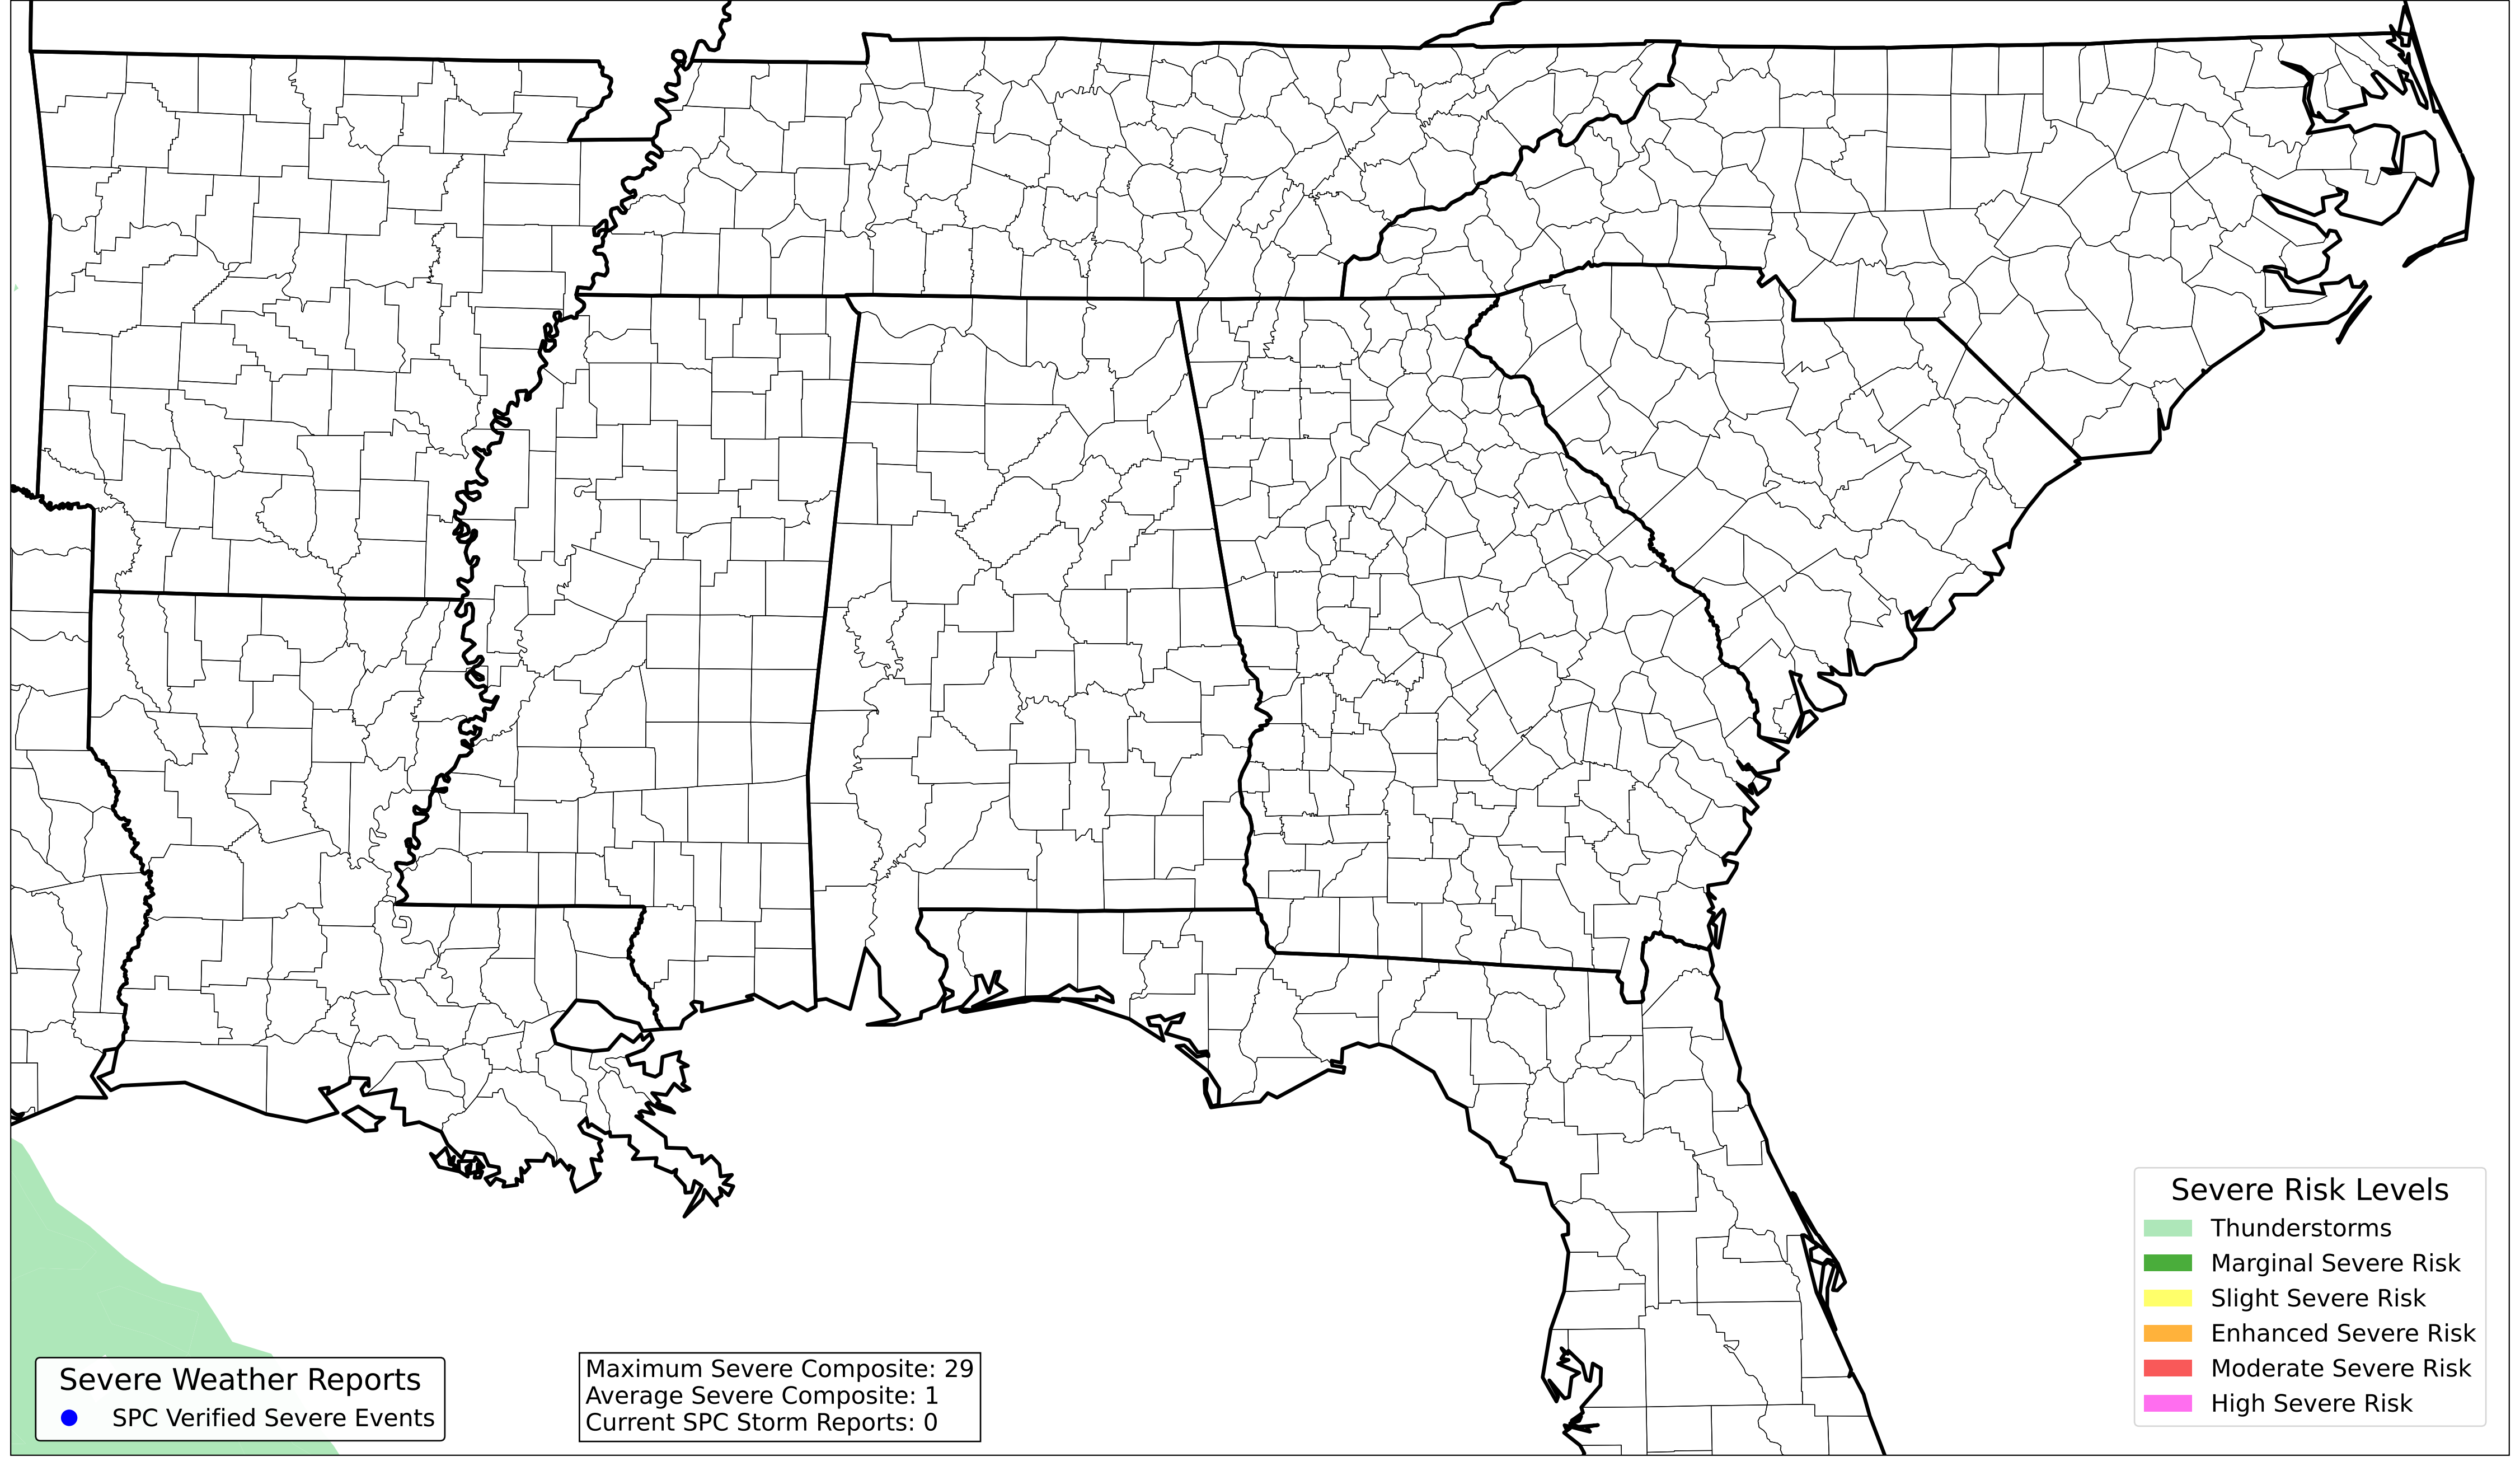 Severe Weather Reports
SPC Verified Severe Events
Maximum Severe Composite: 29
Average Severe Composite: 1
Current SPC Storm Reports: 0
Severe Risk Levels
Thunderstorms
Marginal Severe Risk
Slight Severe Risk
Enhanced Severe Risk
Moderate Severe Risk
High Severe Risk